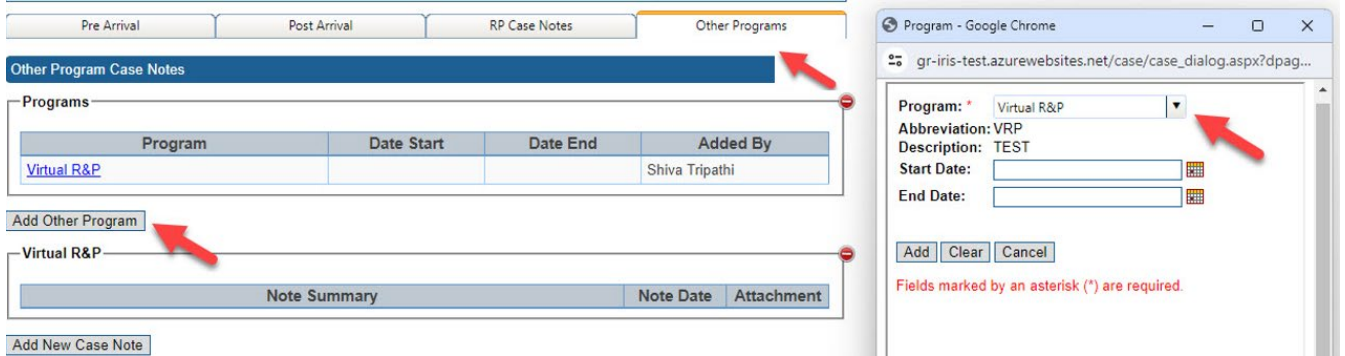 Pre Arrival Post Arrival RP Case Notes Other Programs
Other Program Case Notes
Programs
Program Date Start Date End Added By
Virtual R&P Shiva Tripathi
Add Other Program
Virtual R&P
Note Summary Note Date Attachment
Add New Case Note
Program - Google Chrome
gr-iris-test.azurewebsites.net/case/case_dialog.aspx?dpag...
Program: * Virtual R&P
Abbreviation: VRP
Description: TEST
Start Date:
End Date:
Add Clear Cancel
Fields marked by an asterisk (*) are required.